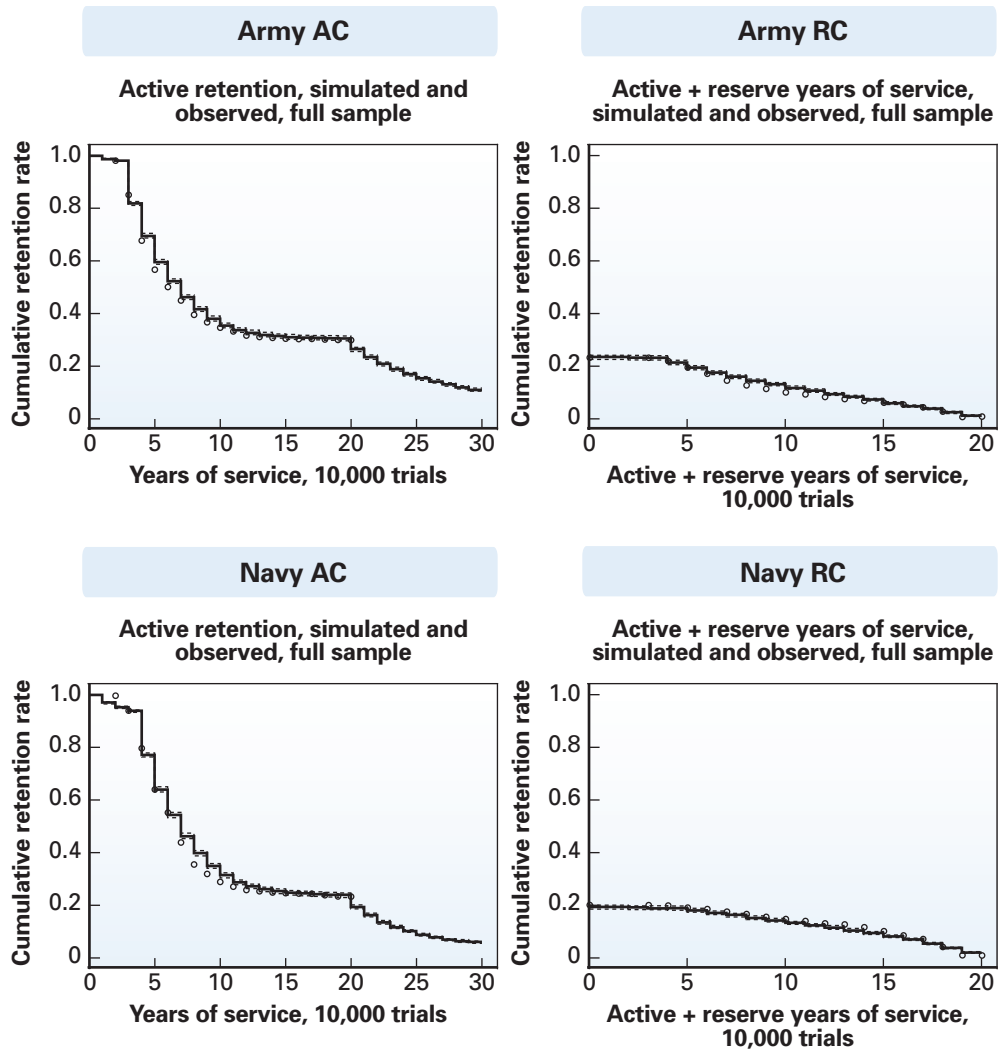 Army AC
Active retention, simulated and
observed, full sample
Cumulative retention rate
1.0
0.8
0.6
0.4
0.2
0
0 5 10 15 20 25 30
Years of service, 10,000 trials
Army RC
Active + reserve years of service,
simulated and observed, full sample
Cumulative retention rate
1.0
0.8
0.6
0.4
0.2
0
0 5 10 15 20
Active + reserve years of service,
10,000 trials
Navy AC
Active retention, simulated and
observed, full sample
Cumulative retention rate
1.0
0.8
0.6
0.4
0.2
0
0 5 10 15 20 25 30
Years of service, 10,000 trials
Navy RC
Active + reserve years of service,
simulated and observed, full sample
Cumulative retention rate
1.0
0.8
0.6
0.4
0.2
0
0 5 10 15 20
Active + reserve years of service,
10,000 trials